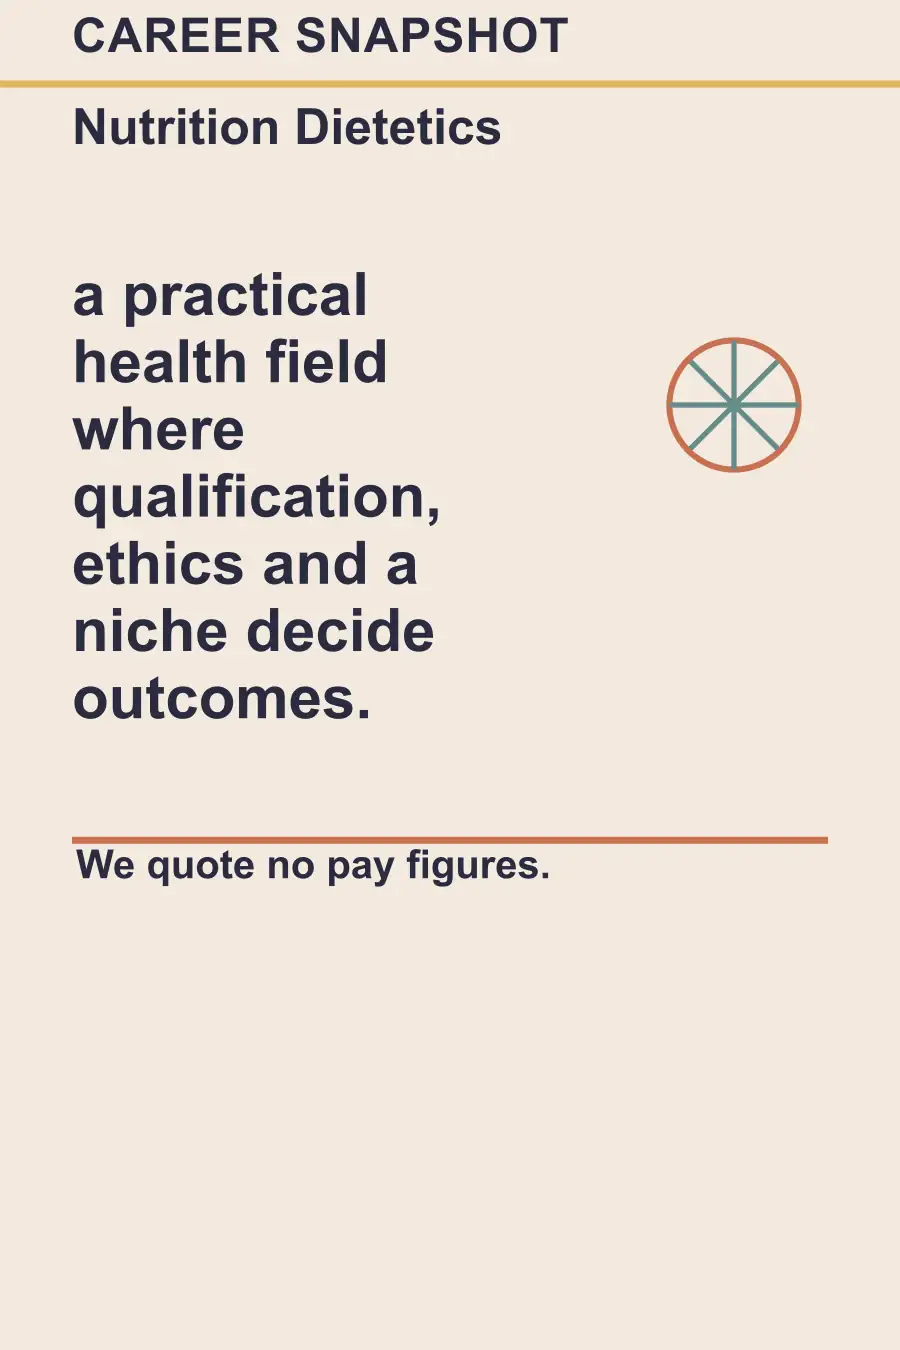 CAREER SNAPSHOT
Nutrition Dietetics
a practical
health field
where
qualification,
ethics and a
niche decide
outcomes.
We quote no pay figures.